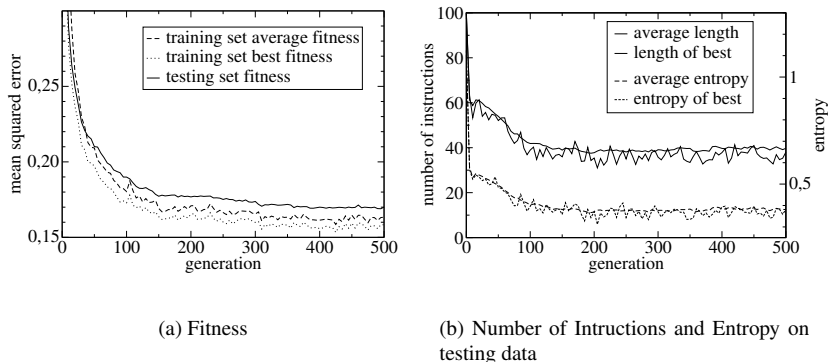 training set average fitness
training set best fitness
testing set fitness
mean squared error
0,25
0,20
0,15
0 100 200 300 400 500
generation
(a) Fitness
average length
length of best
average entropy
entropy of best
number of instructions
100
80
60
40
20
0
0 100 200 300 400 500
generation
entropy
1
0,5
(b) Number of Intructions and Entropy on
testing data